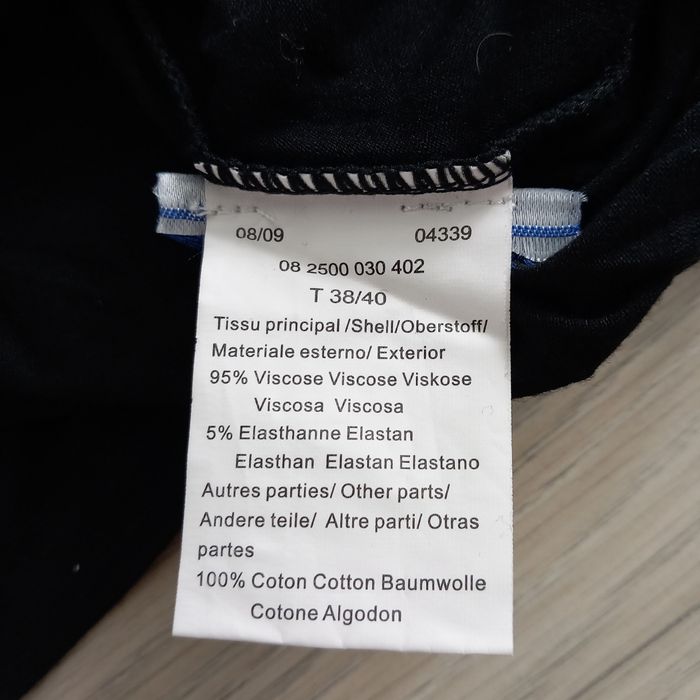 08/09 04339
08 2500 030 402
T 38/40
Tissu principal /Shell/Oberstoff/
Materiale esterno/ Exterior
95% Viscose Viscose Viskose
Viscosa Viscosa
5% Elasthanne Elastan
Elasthan Elastan Elastano
Autres parties/ Other parts/
Andere teile/ Altre parti/ Otras
partes
100% Coton Cotton Baumwolle
Cotone Algodon